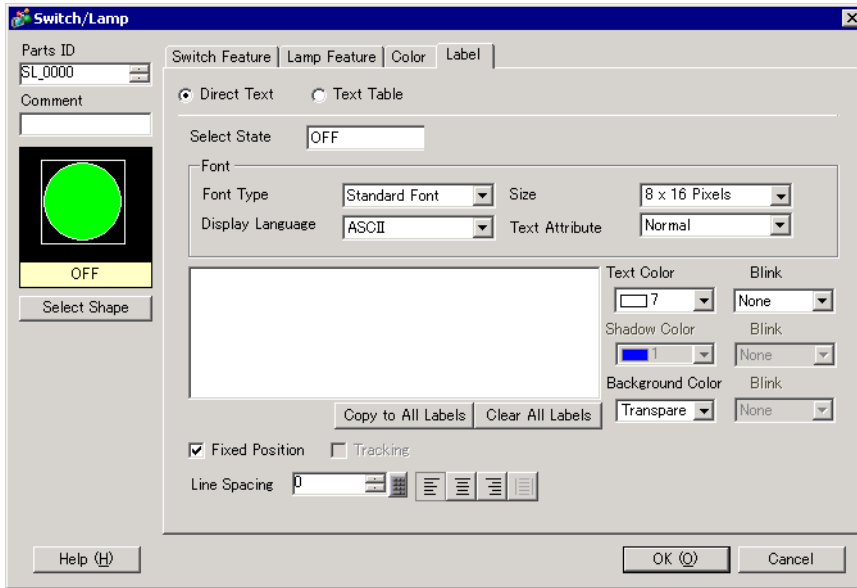 Switch/Lamp
Parts ID
SL_0000
Comment
OFF
Select Shape
Switch Feature Lamp Feature Color Label
Direct Text Text Table
Select State OFF
Font
Font Type Standard Font Size 8 x 16 Pixels
Display Language ASCII Text Attribute Normal
Text Color Blink
7 None
Shadow Color Blink
1 None
Background Color Blink
Transpare None
Copy to All Labels Clear All Labels
Fixed Position Tracking
Line Spacing 0
Help (H) OK (O) Cancel